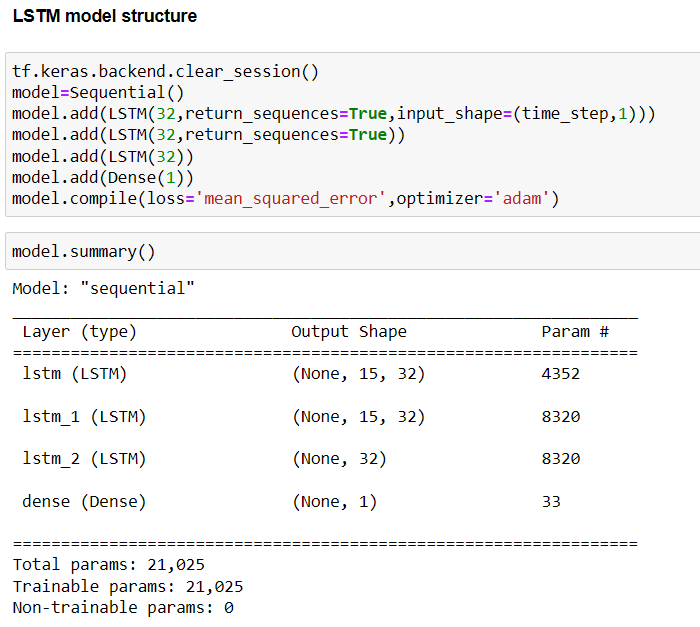 LSTM model structure
tf.keras.backend.clear_session()
model=Sequential()
model.add(LSTM(32,return_sequences=True,input_shape=(time_step,1)))
model.add(LSTM(32,return_sequences=True))
model.add(LSTM(32))
model.add(Dense(1))
model.compile(loss='mean_squared_error',optimizer='adam')
model.summary()
Model: "sequential"
Layer (type) Output Shape Param #
lstm (LSTM) (None, 15, 32) 4352
lstm_1 (LSTM) (None, 15, 32) 8320
lstm_2 (LSTM) (None, 32) 8320
dense (Dense) (None, 1) 33
Total params: 21,025
Trainable params: 21,025
Non-trainable params: 0